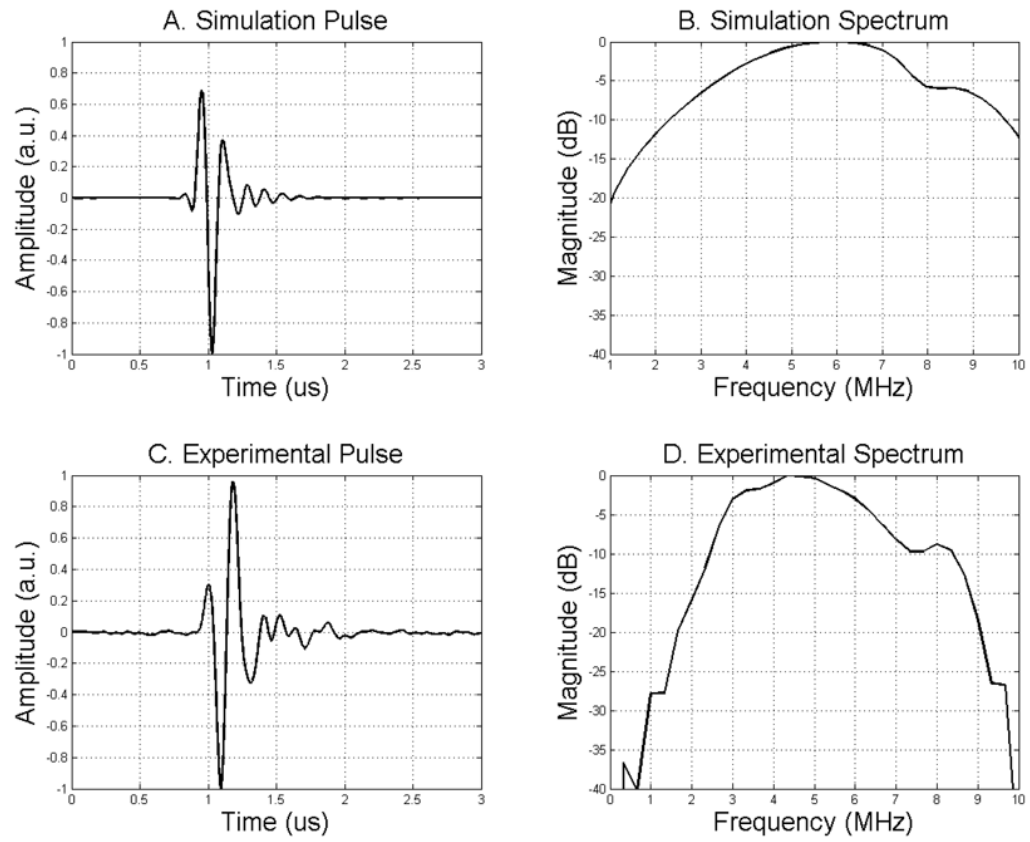 A. Simulation Pulse
1
0.8
0.6
0.4
0.2
0
-0.2
-0.4
-0.6
-0.8
-1
Amplitude (a.u.)
0 0.5 1 1.5 2 2.5 3
Time (us)
B. Simulation Spectrum
0
-5
-10
-15
-20
-25
-30
-35
-40
Magnitude (dB)
1 2 3 4 5 6 7 8 9 10
Frequency (MHz)
C. Experimental Pulse
1
0.8
0.6
0.4
0.2
0
-0.2
-0.4
-0.6
-0.8
-1
Amplitude (a.u.)
0 0.5 1 1.5 2 2.5 3
Time (us)
D. Experimental Spectrum
0
-5
-10
-15
-20
-25
-30
-35
-40
Magnitude (dB)
0 1 2 3 4 5 6 7 8 9 10
Frequency (MHz)